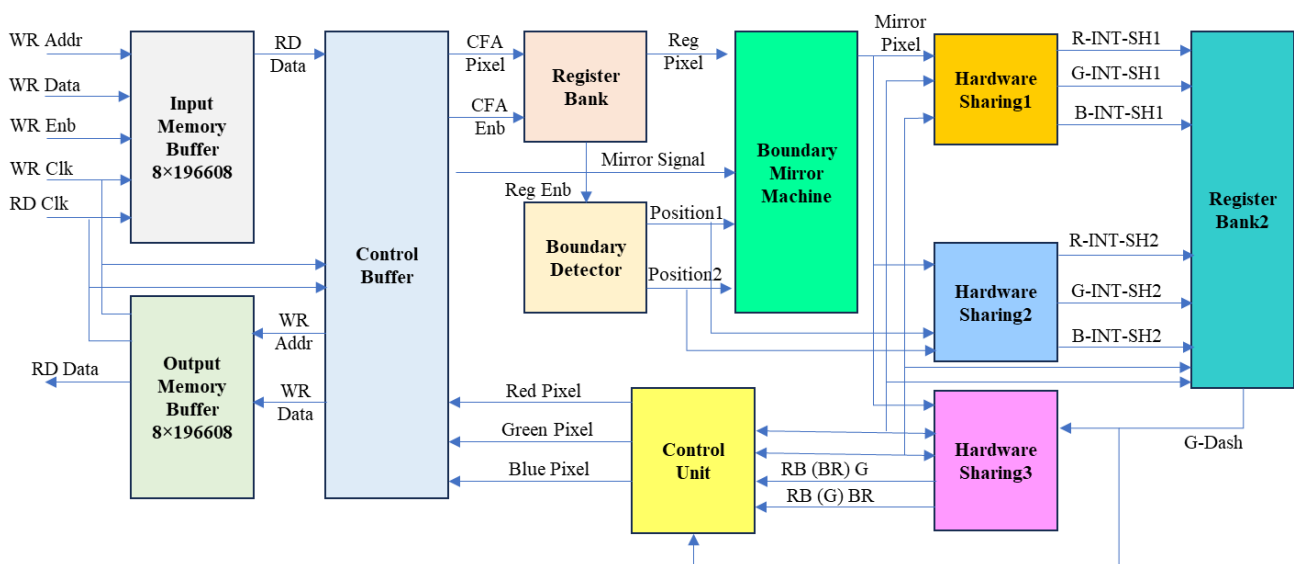 WR Addr
WR Data
WR Enb
WR Clk
RD Clk
Input
Memory
Buffer
8×196608
RD
Data
Control
Buffer
CFA
Pixel
CFA
Enb
Register
Bank
Reg
Pixel
Mirror Signal
Reg Enb
Boundary
Detector
Position1
Position2
Boundary
Mirror
Machine
Mirror
Pixel
Hardware
Sharing1
R-INT-SH1
G-INT-SH1
B-INT-SH1
Register
Bank2
Hardware
Sharing2
R-INT-SH2
G-INT-SH2
B-INT-SH2
RD Data
Output
Memory
Buffer
8×196608
WR
Addr
WR
Data
Red Pixel
Green Pixel
Blue Pixel
Control
Unit
RB (BR) G
RB (G) BR
Hardware
Sharing3
G-Dash